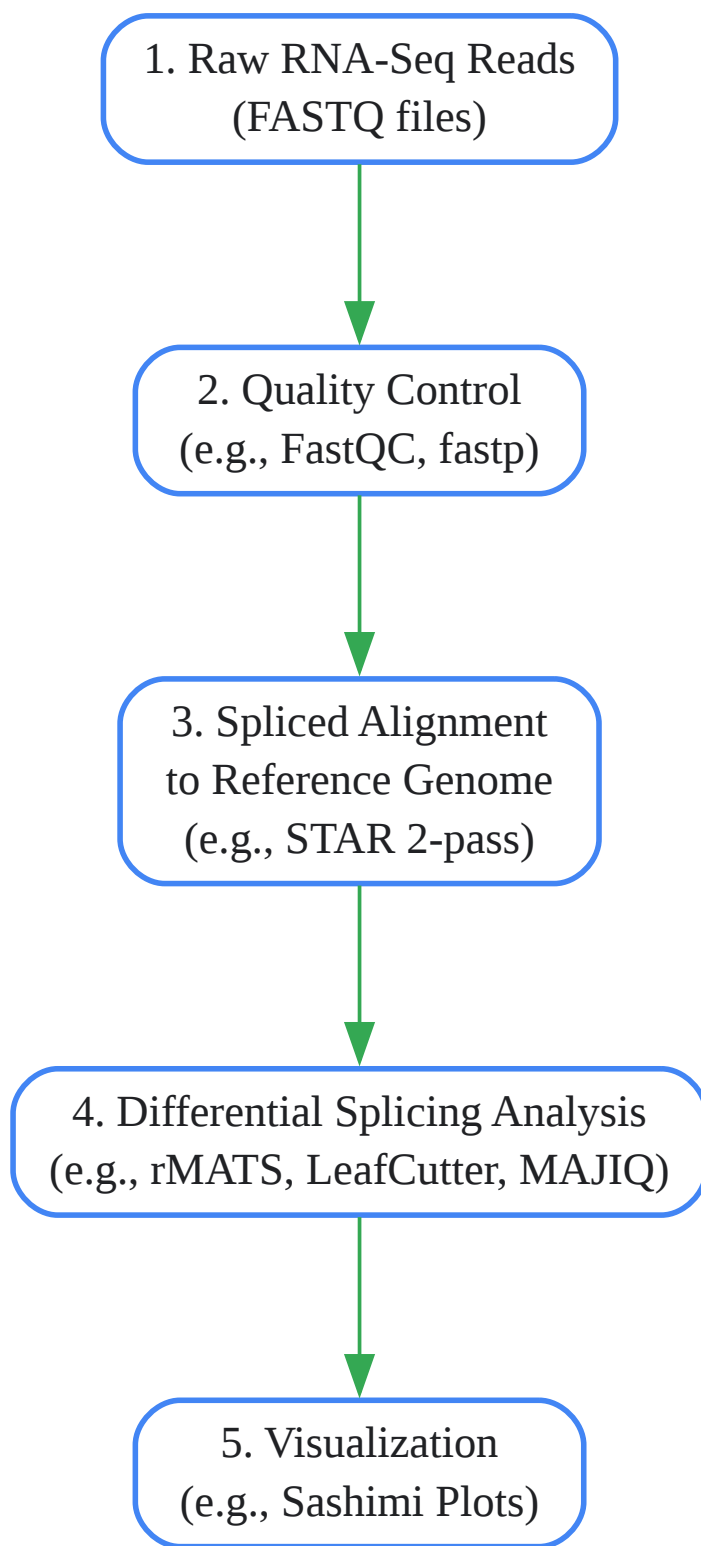 1. Raw RNA-Seq Reads
(FASTQ files)
2. Quality Control
(e.g., FastQC, fastp)
3. Spliced Alignment
to Reference Genome
(e.g., STAR 2-pass)
4. Differential Splicing Analysis
(e.g., rMATS, LeafCutter, MAJIQ)
5. Visualization
(e.g., Sashimi Plots)